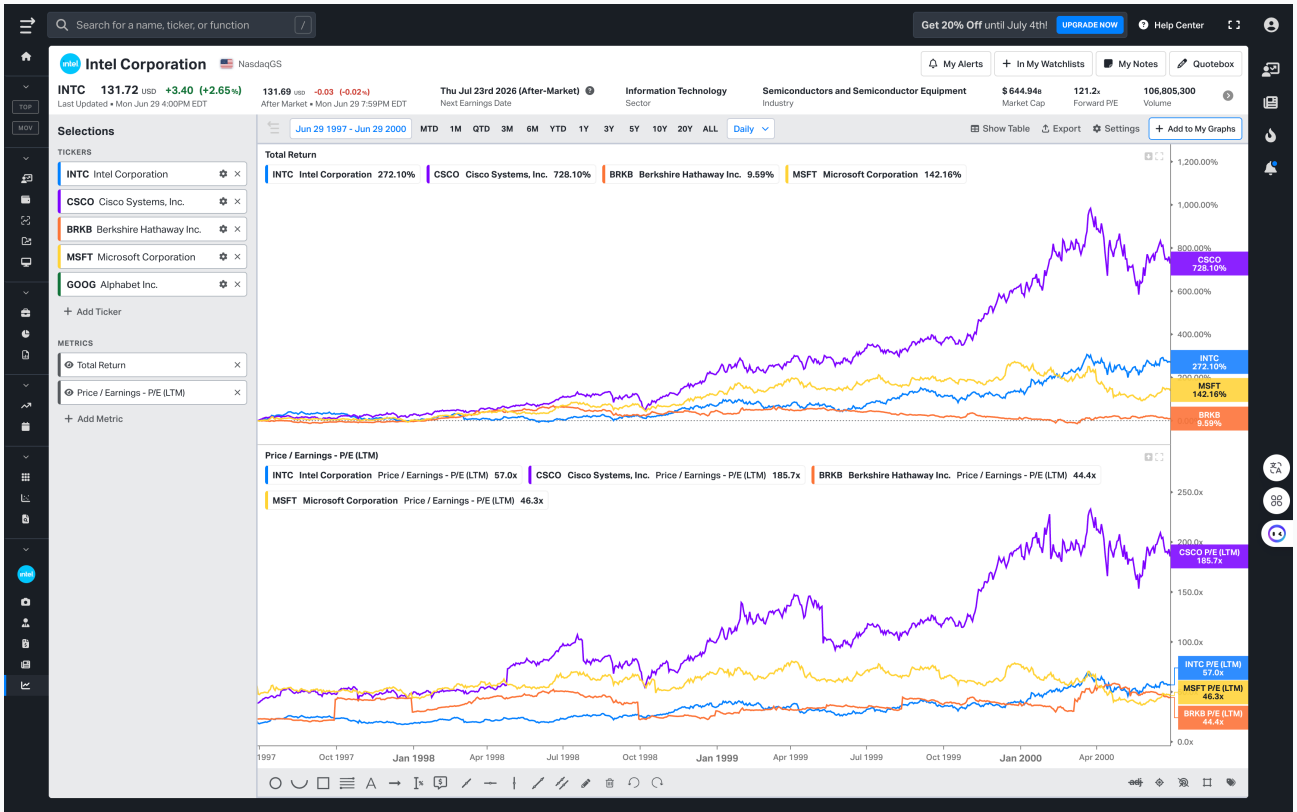 Search for a name, ticker, or function /
Get 20% Off until July 4th! UPGRADE NOW Help Center
intel Intel Corporation NasdaqGS
My Alerts In My Watchlists My Notes Quotebox
INTC 131.72 USD +3.40 (+2.65%)
Last Updated • Mon Jun 29 4:00PM EDT
131.69 USD -0.03 (-0.02%)
After Market • Mon Jun 29 7:59PM EDT
Thu Jul 23rd 2026 (After-Market) ?
Next Earnings Date
Information Technology
Sector
Semiconductors and Semiconductor Equipment
Industry
$ 644.94B
Market Cap
121.2x
Forward P/E
106,805,300
Volume
TOP
MOV
intel
Selections
TICKERS
INTC Intel Corporation
CSCO Cisco Systems, Inc.
BRKB Berkshire Hathaway Inc.
MSFT Microsoft Corporation
GOOG Alphabet Inc.
+ Add Ticker
METRICS
Total Return
Price / Earnings - P/E (LTM)
+ Add Metric
Jun 29 1997 - Jun 29 2000 MTD 1M QTD 3M 6M YTD 1Y 3Y 5Y 10Y 20Y ALL Daily
Show Table Export Settings + Add to My Graphs
Total Return
INTC Intel Corporation 272.10% CSCO Cisco Systems, Inc. 728.10% BRKB Berkshire Hathaway Inc. 9.59% MSFT Microsoft Corporation 142.16%
1,200.00%
1,000.00%
800.00%
CSCO
728.10%
600.00%
400.00%
INTC
272.10%
200.00%
MSFT
142.16%
BRKB
9.59%
Price / Earnings - P/E (LTM)
INTC Intel Corporation Price / Earnings - P/E (LTM) 57.0x CSCO Cisco Systems, Inc. Price / Earnings - P/E (LTM) 185.7x BRKB Berkshire Hathaway Inc. Price / Earnings - P/E (LTM) 44.4x
MSFT Microsoft Corporation Price / Earnings - P/E (LTM) 46.3x
250.0x
200.0x
CSCO P/E (LTM)
185.7x
150.0x
100.0x
INTC P/E (LTM)
57.0x
MSFT P/E (LTM)
46.3x
BRKB P/E (LTM)
44.4x
0.0x
1997 Oct 1997 Jan 1998 Apr 1998 Jul 1998 Oct 1998 Jan 1999 Apr 1999 Jul 1999 Oct 1999 Jan 2000 Apr 2000
adj